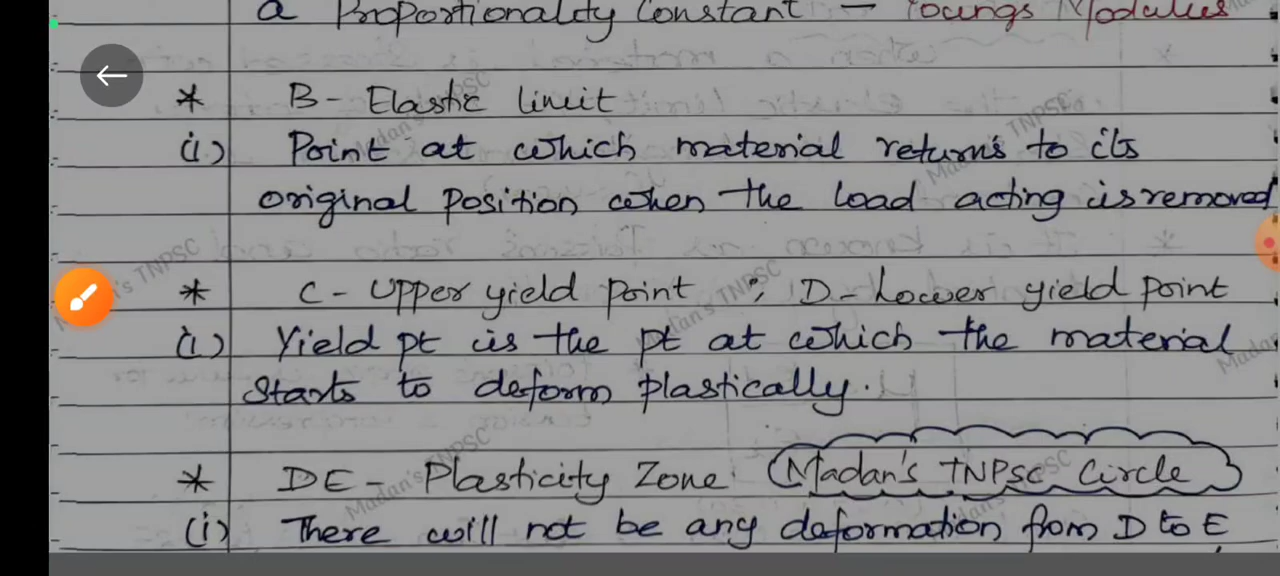 a Proportionality Constant - Youngs Modulus
* B - Elastic limit
(i) Point at which material returns to its
original position when the load acting is removed
* C - Upper yield point ; D - Lower yield point
(i) Yield pt is the pt at which the material
starts to deform plastically.
* DE - Plasticity Zone Madan's TNPSC Circle
(i) There will not be any deformation from D to E